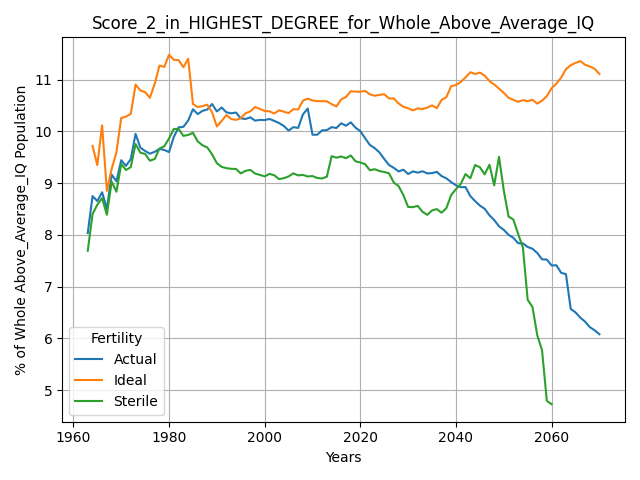 Score_2_in_HIGHEST_DEGREE_for_Whole_Above_Average_IQ
% of Whole Above_Average_IQ Population
11
10
9
8
7
6
5
Fertility
Actual
Ideal
Sterile
1960
1980
2000
2020
2040
2060
Years